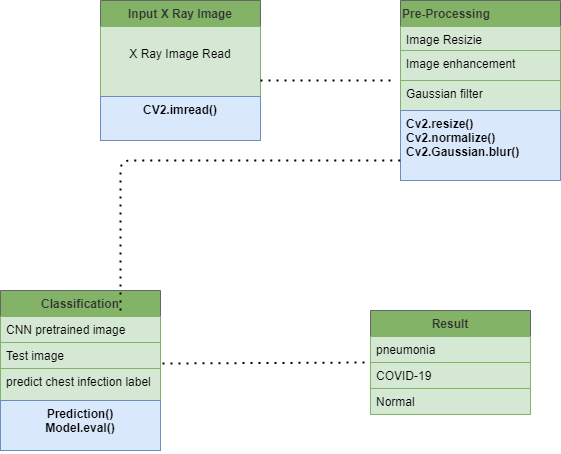 Input X Ray Image
X Ray Image Read
CV2.imread()
Pre-Processing
Image Resizie
Image enhancement
Gaussian filter
Cv2.resize()
Cv2.normalize()
Cv2.Gaussian.blur()
Classification
CNN pretrained image
Test image
predict chest infection label
Prediction()
Model.eval()
Result
pneumonia
COVID-19
Normal